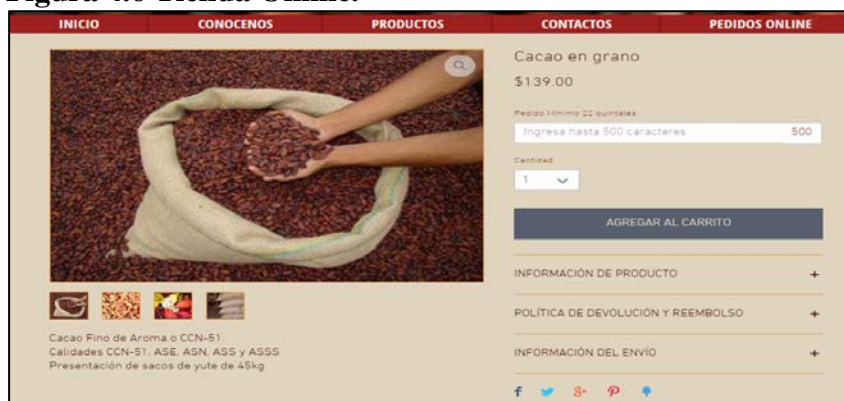 Figura 4.6 Tienda Online.
INICIO CONOCENOS PRODUCTOS CONTACTOS PEDIDOS ONLINE
Cacao en grano
$139.00
Pedido Mínimo 22 quintales
Ingresa hasta 500 caracteres 500
Cantidad
1
AGREGAR AL CARRITO
INFORMACIÓN DE PRODUCTO +
POLÍTICA DE DEVOLUCIÓN Y REEMBOLSO +
INFORMACIÓN DEL ENVÍO +
Cacao Fino de Aroma o CCN-51.
Calidades CCN-51, ASE, ASN, ASS y ASSS
Presentación de sacos de yute de 45kg